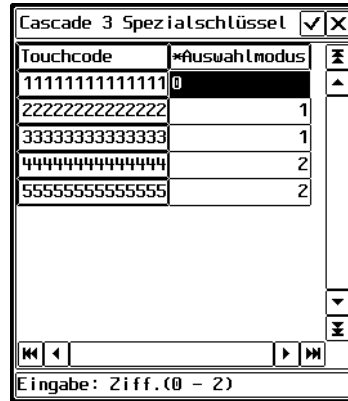 Cascade 3 Spezialschlüssel
Touchcode *Auswahlmodus
11111111111111 0
22222222222222 1
33333333333333 1
44444444444444 2
55555555555555 2
Eingabe: Ziff.(0 - 2)